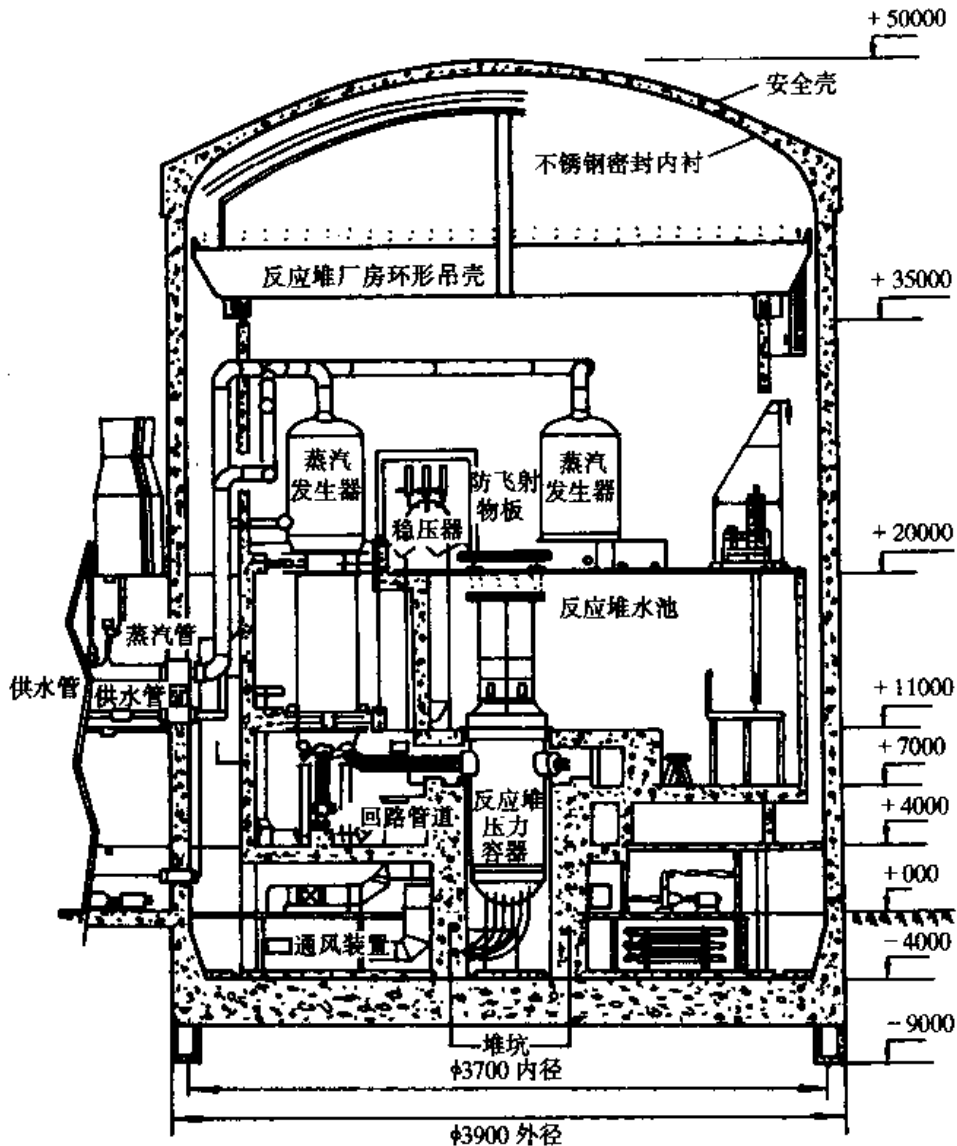 +50000
安全壳
不锈钢密封内衬
反应堆厂房环形吊壳
+35000
蒸汽
发生器
稳压器
防飞射
物板
蒸汽
发生器
+20000
反应堆水池
蒸汽管
供水管
供水管
+11000
+7000
反应堆
压力
容器
回路管道
+4000
+000
通风装置
-4000
堆坑
-9000
ϕ3700 内径
ϕ3900 外径